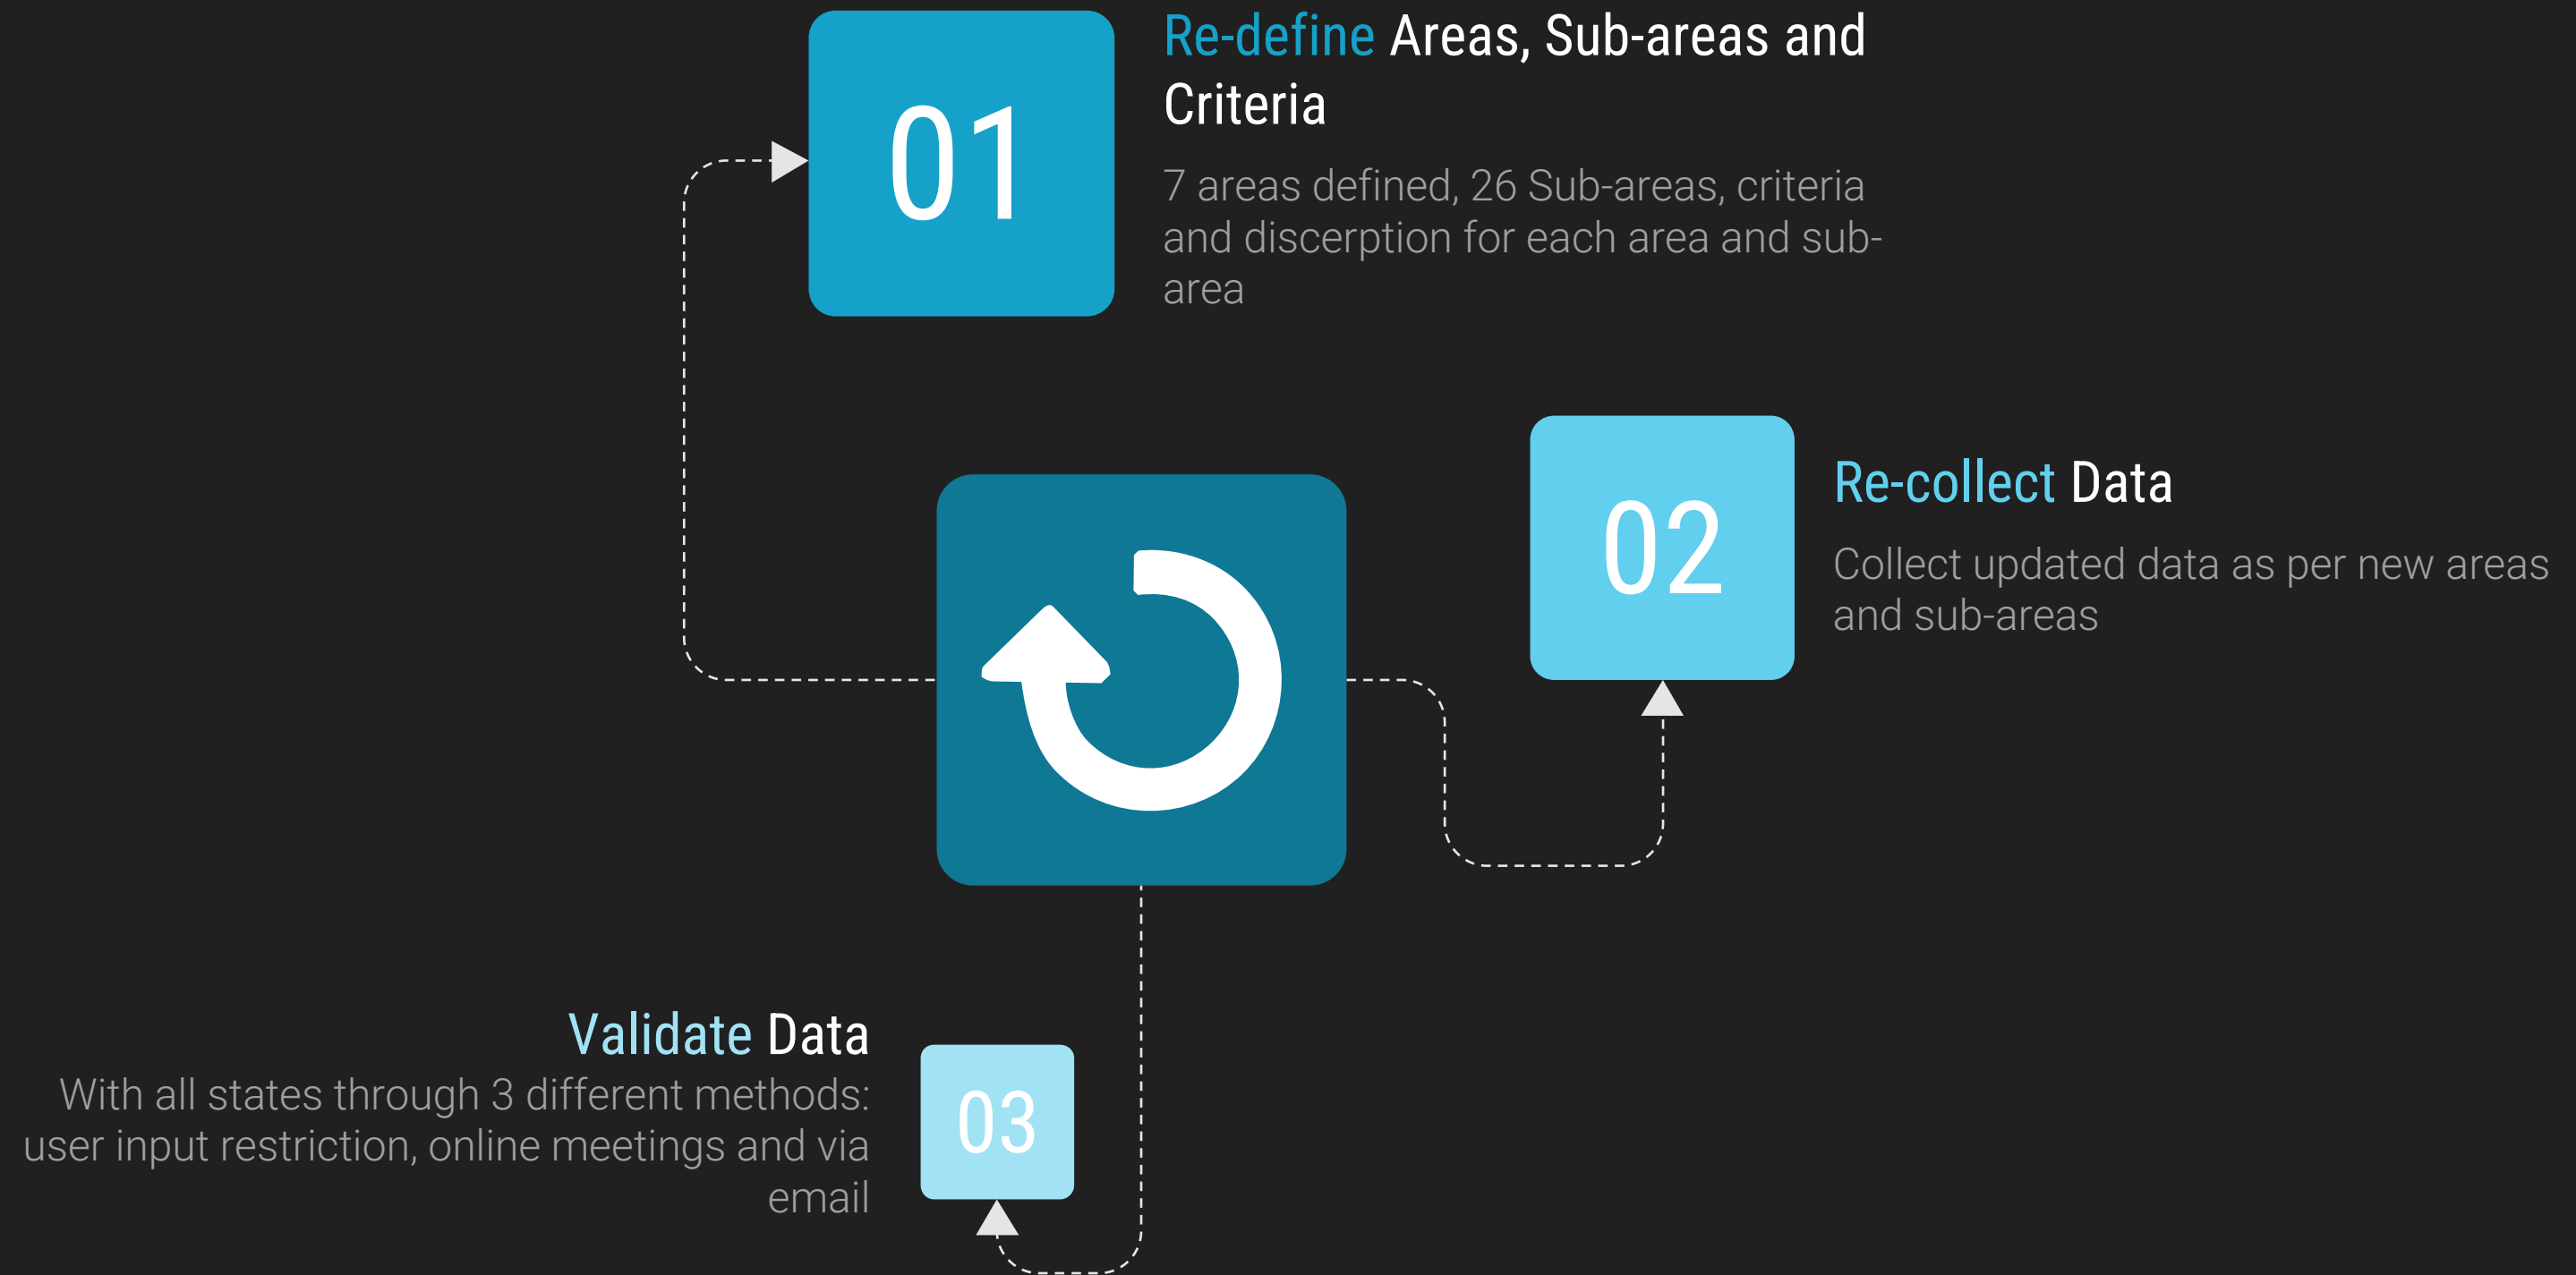 01
Re-define Areas, Sub-areas and
Criteria
7 areas defined, 26 Sub-areas, criteria
and discerption for each area and sub-
area
02
Re-collect Data
Collect updated data as per new areas
and sub-areas
Validate Data
With all states through 3 different methods:
user input restriction, online meetings and via
email
03